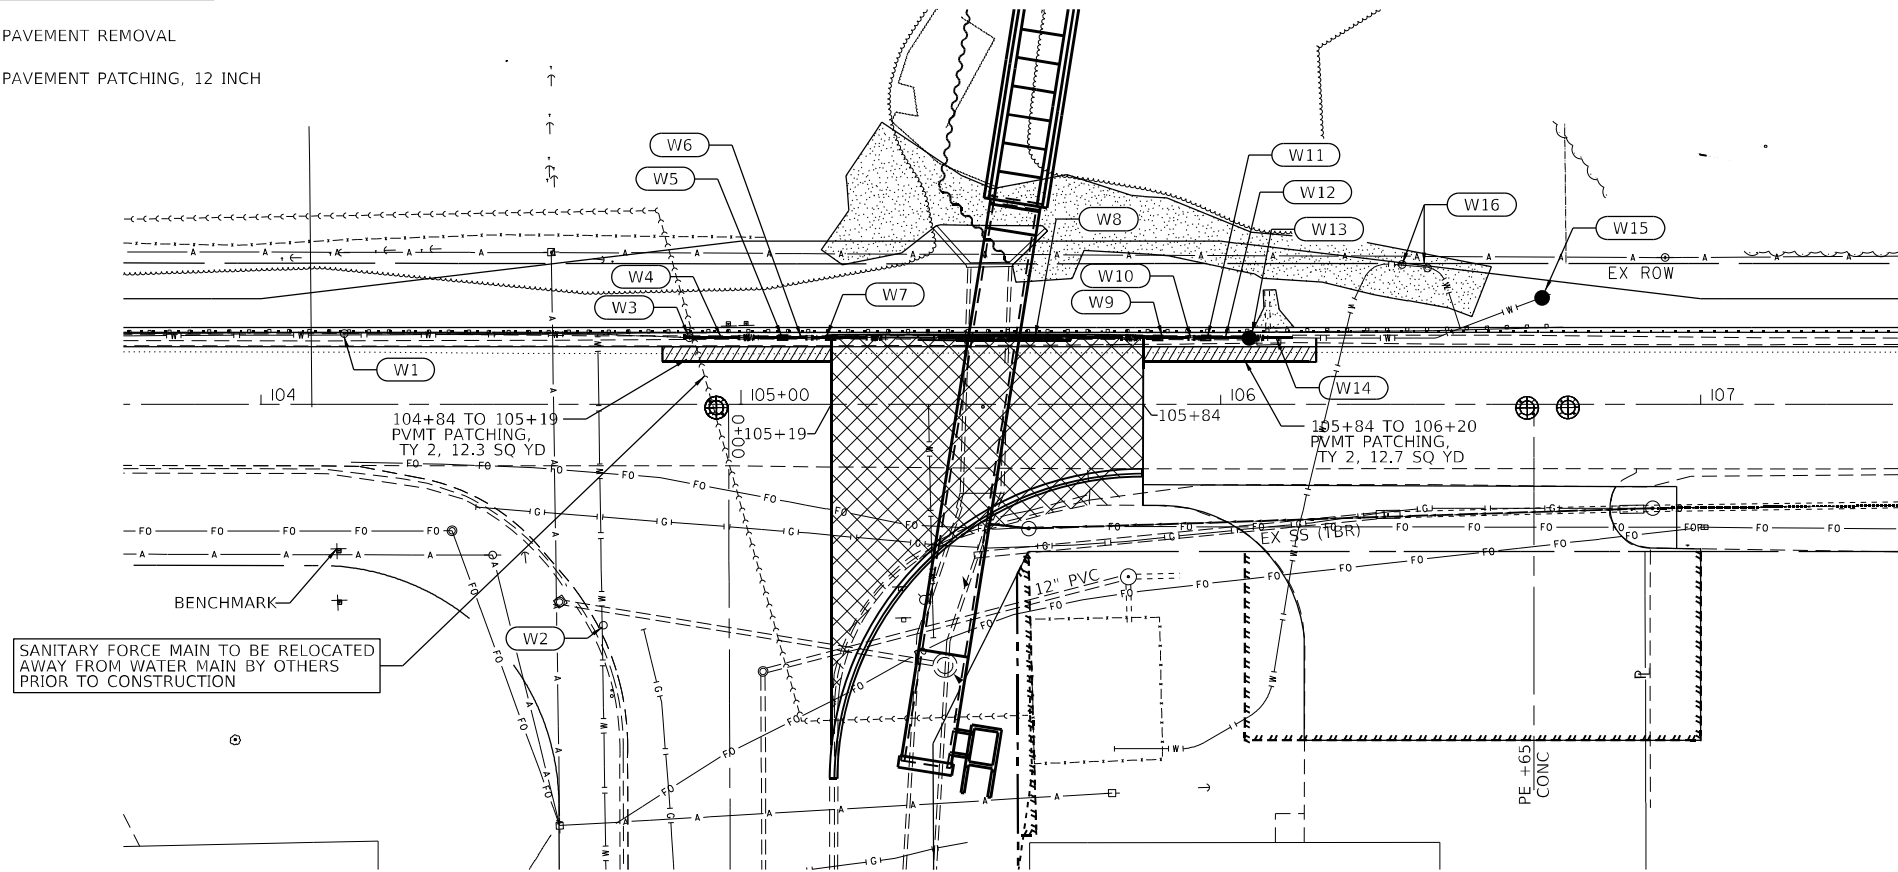 PAVEMENT REMOVAL
PAVEMENT PATCHING, 12 INCH
W6
W5
W11
W12
W13
W16
W15
W8
W4
W3
W7
W10
W9
EX ROW
W1
W14
104
105+00
106
107
104+84 TO 105+19
PVMT PATCHING,
TY 2, 12.3 SQ YD
105+19
0+00
105+84
105+84 TO 106+20
PVMT PATCHING,
TY 2, 12.7 SQ YD
EX SS (TBR)
12" PVC
BENCHMARK
W2
SANITARY FORCE MAIN TO BE RELOCATED
AWAY FROM WATER MAIN BY OTHERS
PRIOR TO CONSTRUCTION
PE +65
CONC